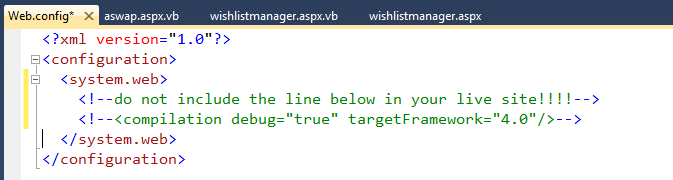 Web.config* aswap.aspx.vb wishlistmanager.aspx.vb wishlistmanager.aspx
<?xml version="1.0"?>
<configuration>
<system.web>
<!--do not include the line below in your live site!!!!-->
<!--<compilation debug="true" targetFramework="4.0"/>-->
</system.web>
</configuration>